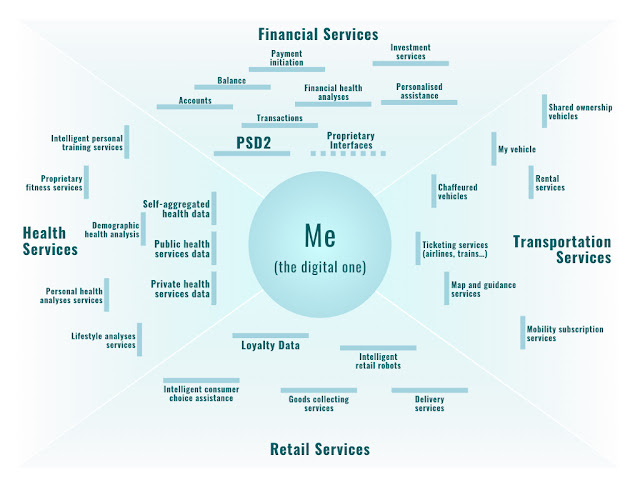 Financial Services
Payment
initiation
Investment
services
Balance
Financial health
analyses
Personalised
assistance
Accounts
Transactions
PSD2
Proprietary
Interfaces
Shared ownership
vehicles
My vehicle
Rental
services
Chaffeured
vehicles
Ticketing services
(airlines, trains...)
Map and guidance
services
Mobility subscription
services
Transportation
Services
Intelligent personal
training services
Proprietary
fitness services
Self-aggregated
health data
Demographic
health analysis
Public health
services data
Private health
services data
Personal health
analyses services
Lifestyle analyses
services
Health
Services
Me
(the digital one)
Loyalty Data
Intelligent
retail robots
Intelligent consumer
choice assistance
Goods collecting
services
Delivery
services
Retail Services